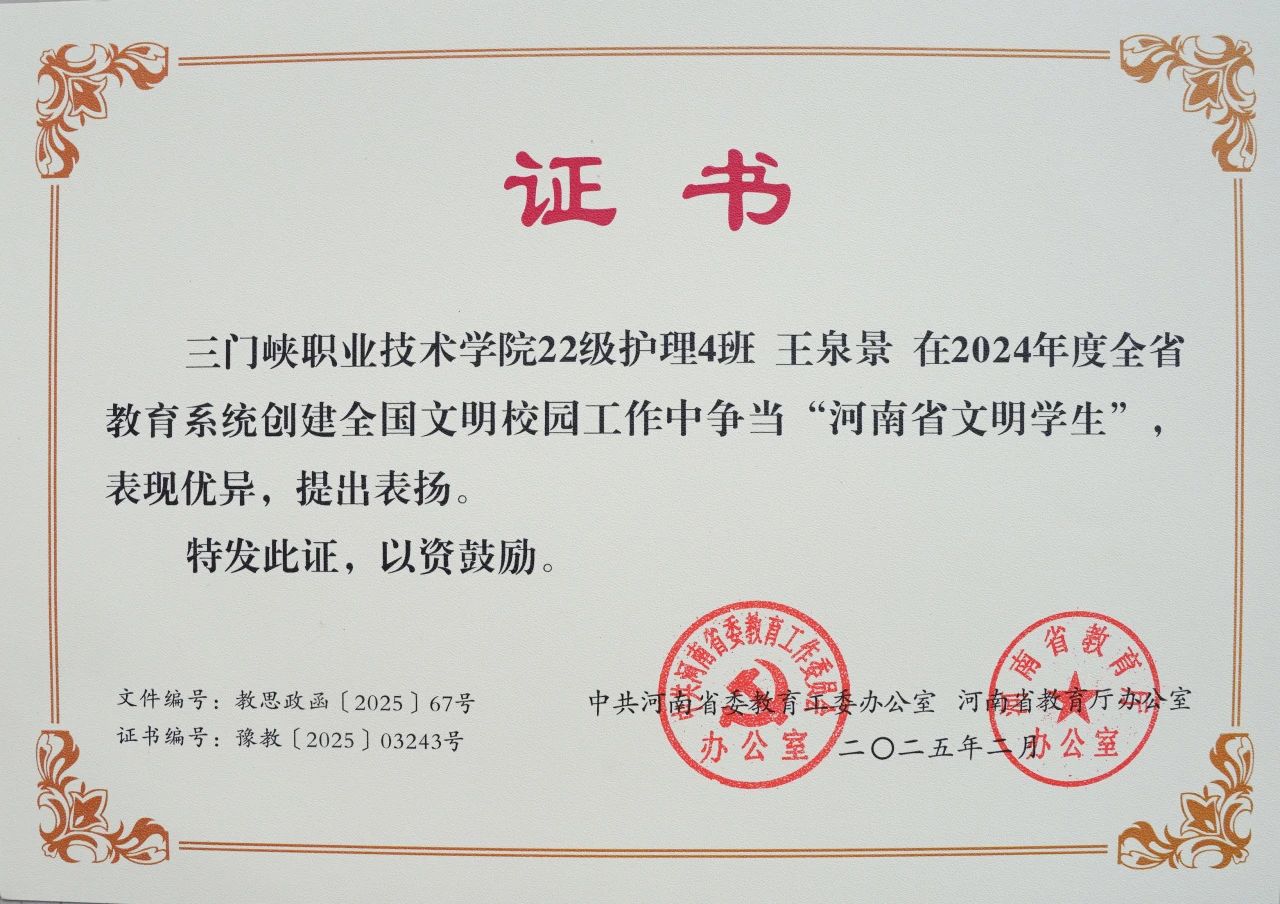 证书
三门峡职业技术学院22级护理4班 王泉景 在2024年度全省
教育系统创建全国文明校园工作中争当“河南省文明学生”，
表现优异，提出表扬。
特发此证，以资鼓励。
文件编号：教思政函〔2025〕67号
证书编号：豫教〔2025〕03243号
中共河南省委教育工委办公室 河南省教育厅办公室
二〇二五年二月
中共河南省委教育工作委员会
办公室
河南省教育厅
办公室